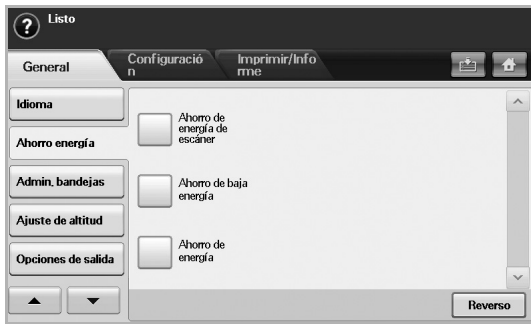 Listo
General
Configuració
n
Imprimir/Info
rme
Idioma
Ahorro energía
Admin. bandejas
Ajuste de altitud
Opciones de salida
Ahorro de
energía de
escáner
Ahorro de baja
energía
Ahorro de
energía
Reverso